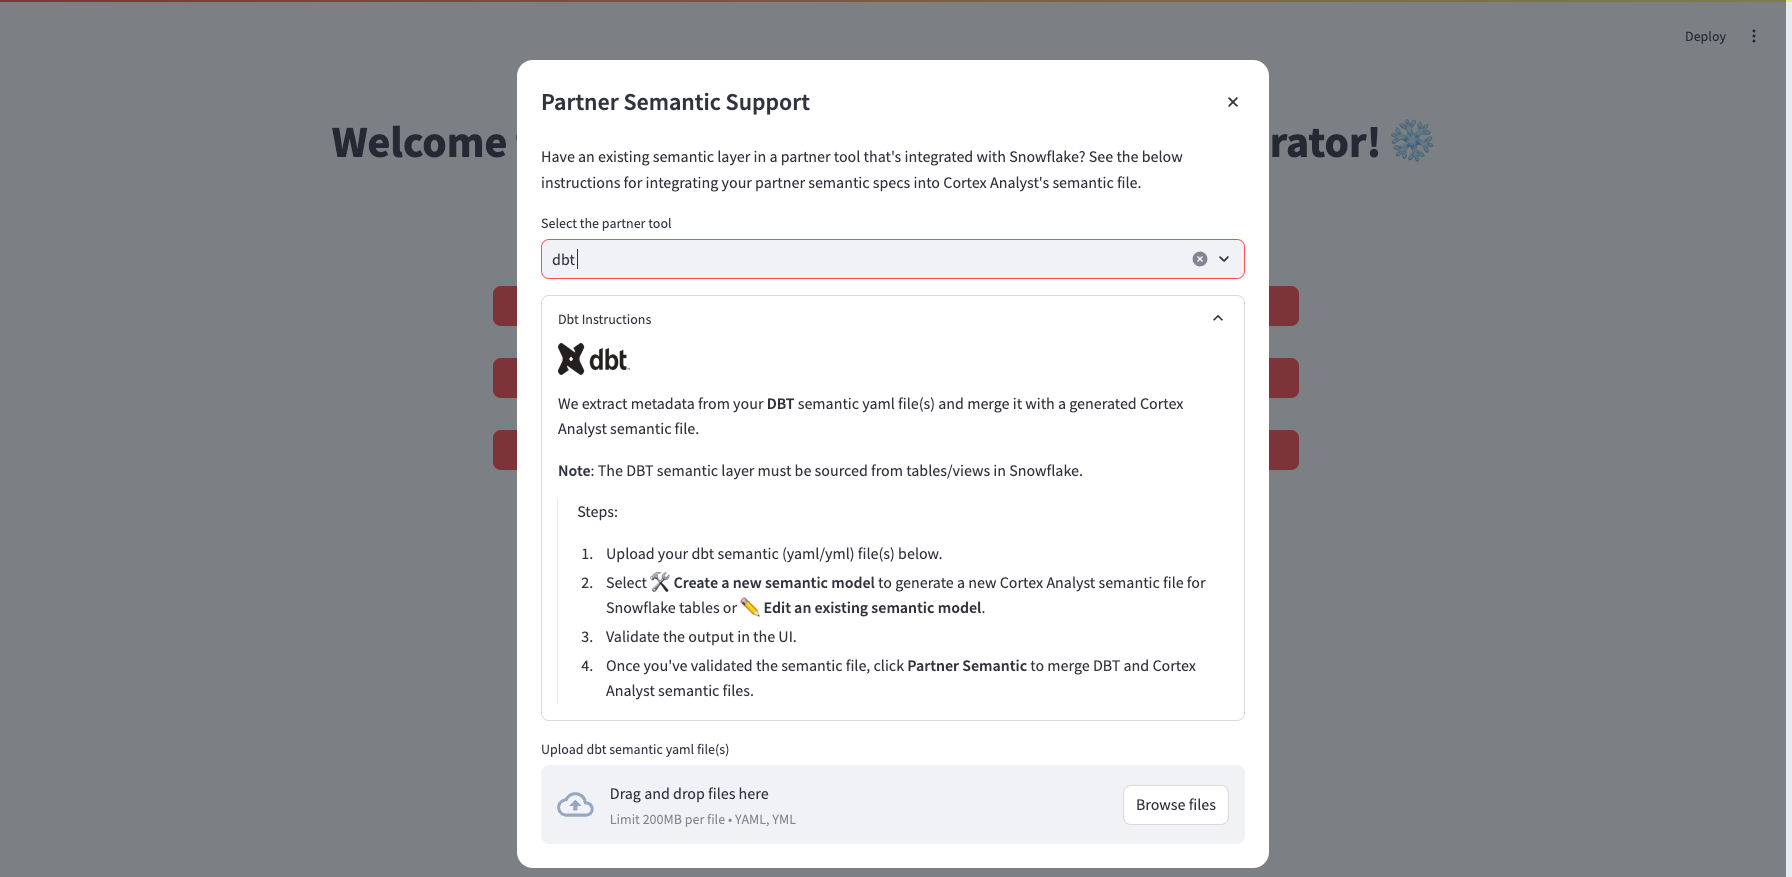 Deploy
Partner Semantic Support
Welcome
rator!
Have an existing semantic layer in a partner tool that's integrated with Snowflake? See the below
instructions for integrating your partner semantic specs into Cortex Analyst's semantic file.
Select the partner tool
dbt
Dbt Instructions
dbt
We extract metadata from your DBT semantic yaml file(s) and merge it with a generated Cortex
Analyst semantic file.
Note: The DBT semantic layer must be sourced from tables/views in Snowflake.
Steps:
1. Upload your dbt semantic (yaml/yml) file(s) below.
2. Select 🛠️ Create a new semantic model to generate a new Cortex Analyst semantic file for
Snowflake tables or ✏️ Edit an existing semantic model.
3. Validate the output in the UI.
4. Once you've validated the semantic file, click Partner Semantic to merge DBT and Cortex
Analyst semantic files.
Upload dbt semantic yaml file(s)
Drag and drop files here
Limit 200MB per file • YAML, YML
Browse files